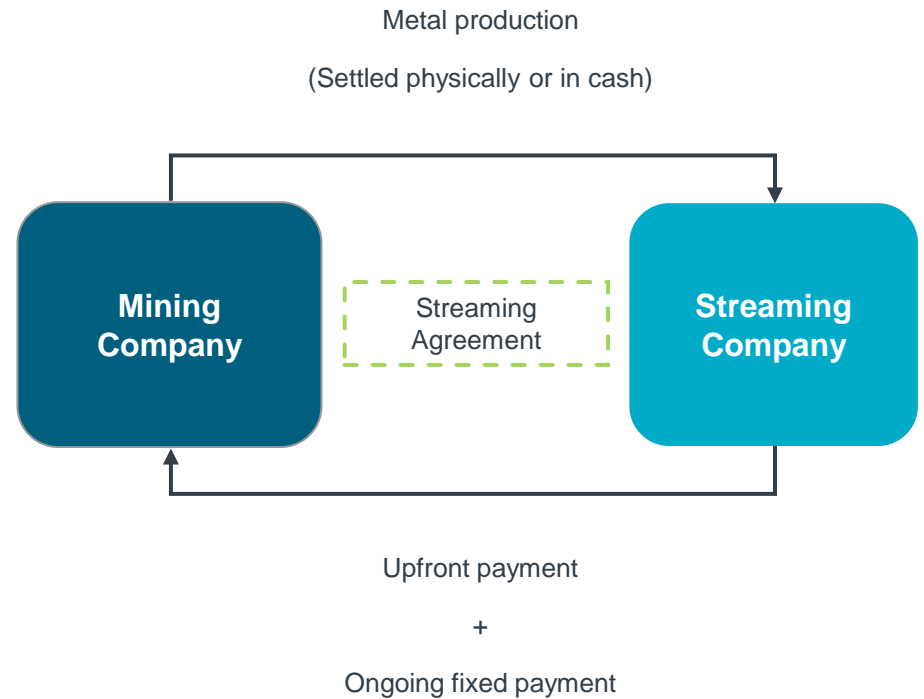 Metal production
(Settled physically or in cash)
Mining
Company
Streaming
Agreement
Streaming
Company
Upfront payment
+
Ongoing fixed payment